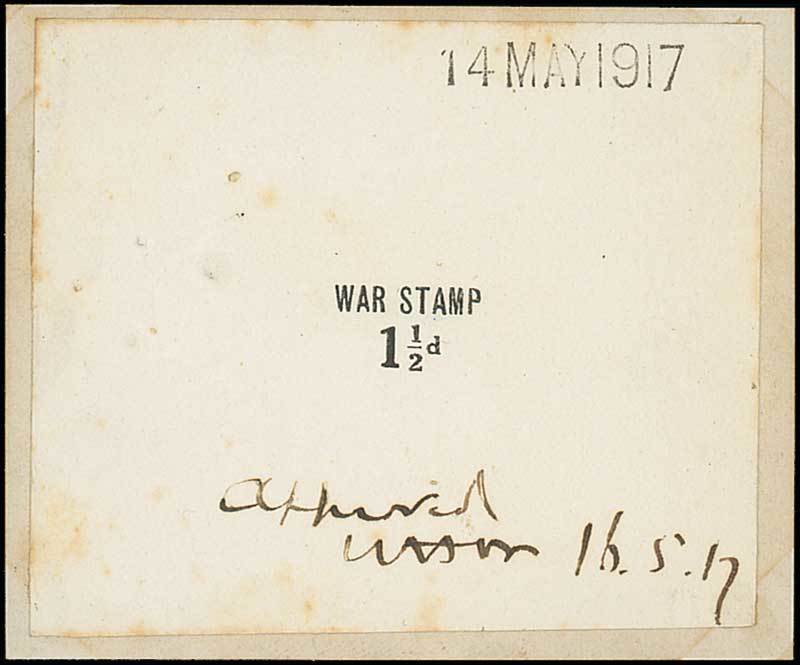 14 MAY 1917
WAR STAMP
1½d
Approved
16.5.17